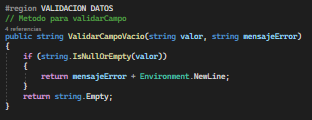 #region VALIDACION DATOS
// Metodo para validarCampo
4 referencias
public string ValidarCampoVacio(string valor, string mensajeError)
{
if (string.IsNullOrEmpty(valor))
{
return mensajeError + Environment.NewLine;
}
return string.Empty;
}